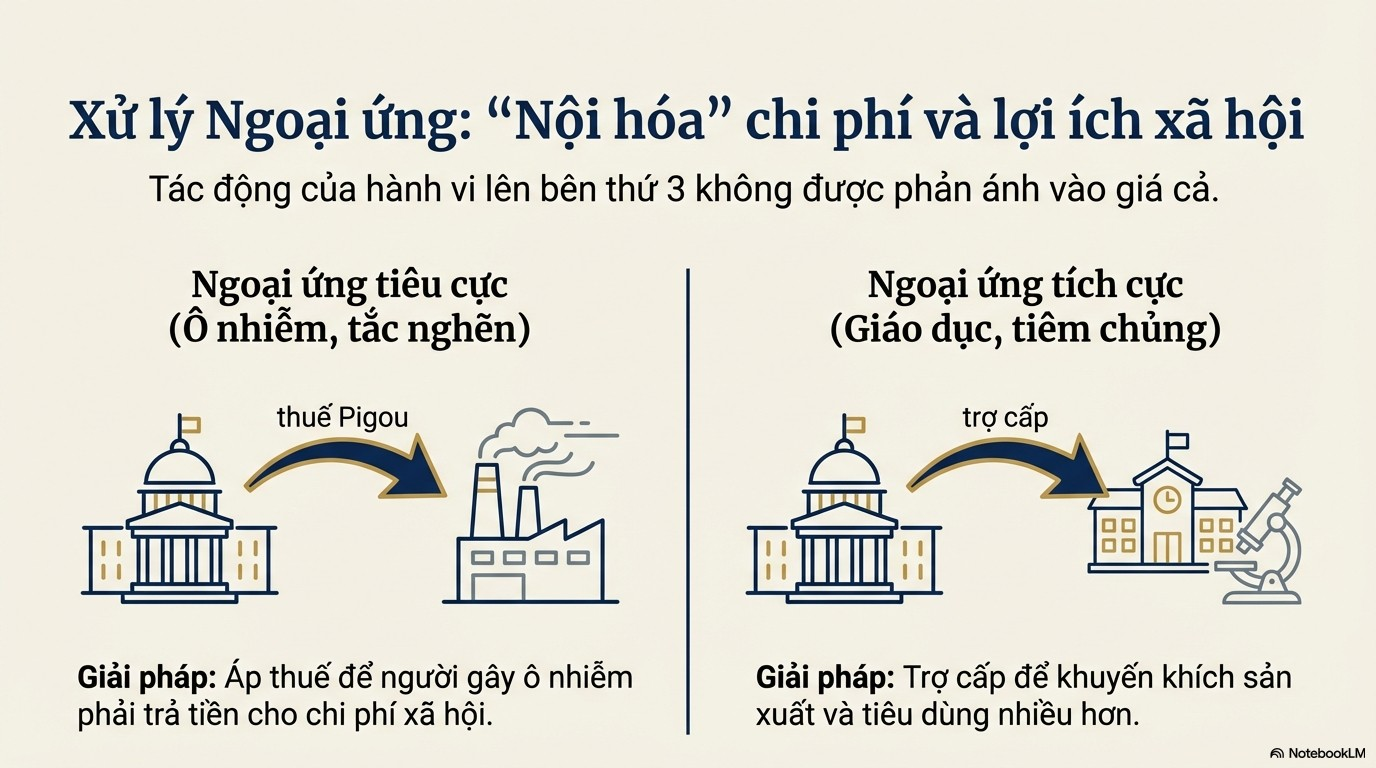 Xử lý Ngoại ứng: “Nội hóa” chi phí và lợi ích xã hội
Tác động của hành vi lên bên thứ 3 không được phản ánh vào giá cả.
Ngoại ứng tiêu cực
(Ô nhiễm, tắc nghẽn)
thuế Pigou
Giải pháp: Áp thuế để người gây ô nhiễm
phải trả tiền cho chi phí xã hội.
Ngoại ứng tích cực
(Giáo dục, tiêm chủng)
trợ cấp
Giải pháp: Trợ cấp để khuyến khích sản
xuất và tiêu dùng nhiều hơn.
NotebookLM